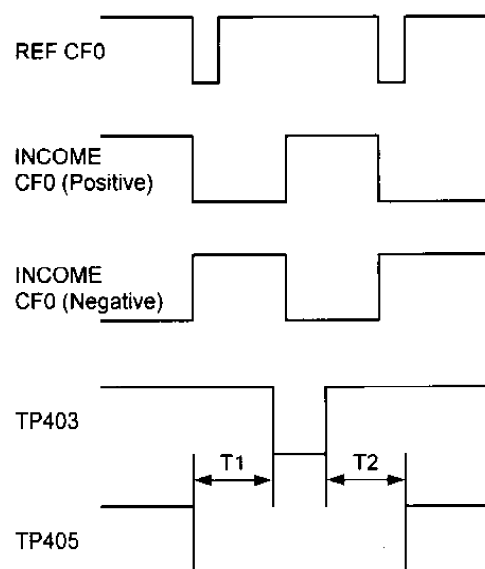 REF CF0
INCOME
CF0 (Positive)
INCOME
CF0 (Negative)
TP403
T1
T2
TP405